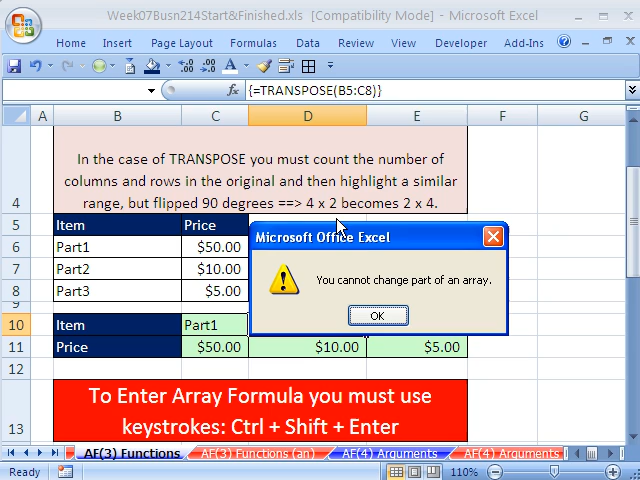 Week07Busn214Start&Finished.xls [Compatibility Mode] - Microsoft Excel
Home Insert Page Layout Formulas Data Review View Developer Add-Ins
fx {=TRANSPOSE(B5:C8)}
A B C D E F G
In the case of TRANSPOSE you must count the number of
columns and rows in the original and then highlight a similar
4 range, but flipped 90 degrees ==> 4 x 2 becomes 2 x 4.
5 Item Price
6 Part1 $50.00
7 Part2 $10.00
8 Part3 $5.00
9
Microsoft Office Excel
You cannot change part of an array.
OK
10 Item Part1
11 Price $50.00 $10.00 $5.00
12
To Enter Array Formula you must use
13 keystrokes: Ctrl + Shift + Enter
AF(3) Functions AF(3) Functions (an) AF(4) Arguments AF(4) Arguments
Ready 110%